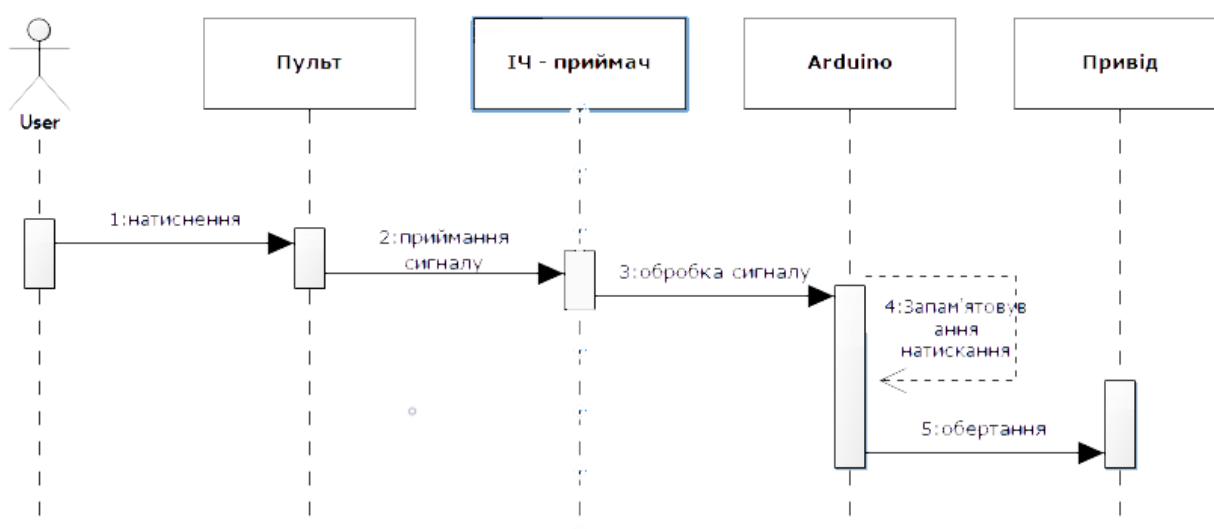 Пульт
ІЧ - приймач
Arduino
Привід
User
1:натиснення
2:приймання
сигналу
3:обробка сигналу
4:Запам'ятовув
ання
натискання
5:обертання